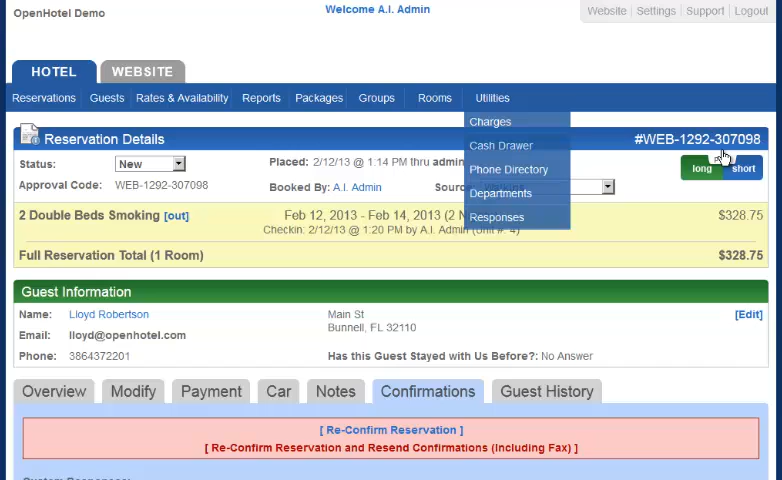 OpenHotel Demo
Welcome A.I. Admin
Website | Settings | Support | Logout
HOTEL WEBSITE
Reservations Guests Rates & Availability Reports Packages Groups Rooms Utilities
Charges
Cash Drawer
Phone Directory
Departments
Responses
Reservation Details #WEB-1292-307098
Status: New Placed: 2/12/13 @ 1:14 PM thru admin
long short
Approval Code: WEB-1292-307098 Booked By: A.I. Admin
2 Double Beds Smoking [out] Feb 12, 2013 - Feb 14, 2013 (2 $328.75
Checkin: 2/12/13 @ 1:20 PM by A.I. Admin (Unit #: 4)
Full Reservation Total (1 Room) $328.75
Guest Information
Name: Lloyd Robertson Main St [Edit]
Bunnell, FL 32110
Email: lloyd@openhotel.com
Phone: 3864372201 Has this Guest Stayed with Us Before?: No Answer
Overview Modify Payment Car Notes Confirmations Guest History
[ Re-Confirm Reservation ]
[ Re-Confirm Reservation and Resend Confirmations (Including Fax) ]